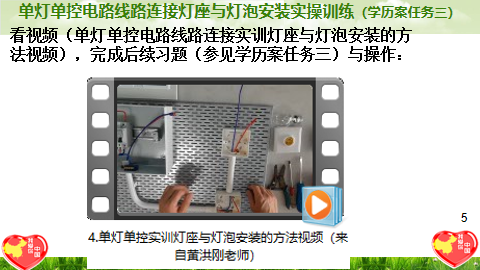 单灯单控电路线路连接灯座与灯泡安装实操训练（学历案任务三）
看视频（单灯单控电路线路连接实训灯座与灯泡安装的方
法视频），完成后续习题（参见学历案任务三）与操作：
4.单灯单控实训灯座与灯泡安装的方法视频（来
自黄洪刚老师）
5